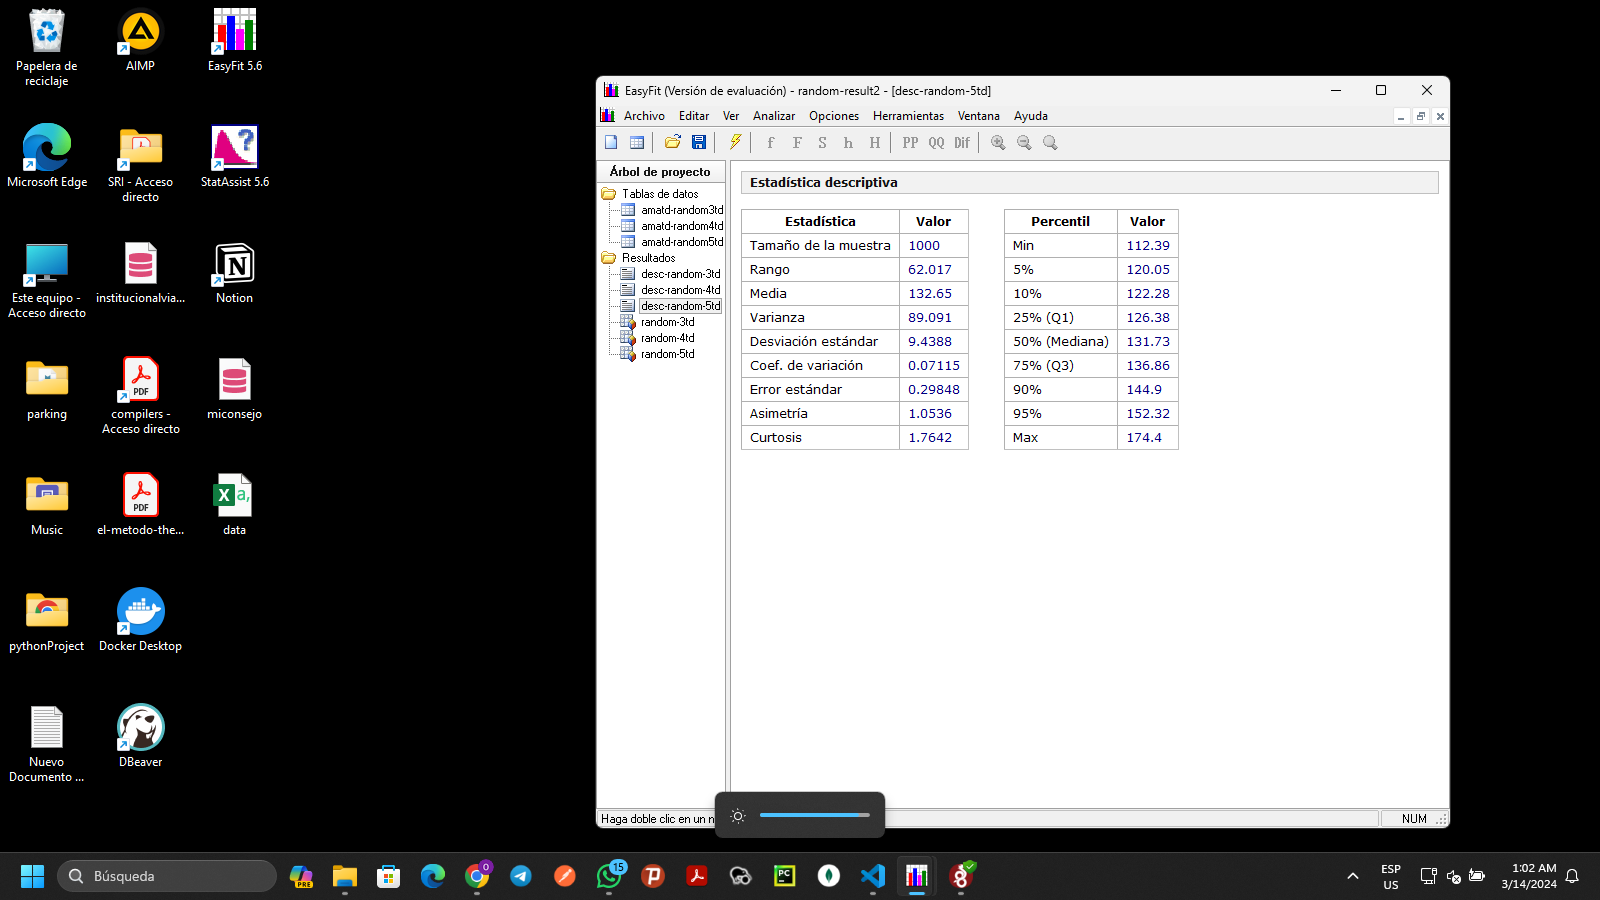 Papelera de
reciclaje
AIMP
EasyFit 5.6
Microsoft Edge
SRI - Acceso
directo
StatAssist 5.6
Este equipo -
Acceso directo
institucionalvia...
Notion
parking
compilers -
Acceso directo
miconsejo
Music
el-metodo-the...
data
pythonProject
Docker Desktop
Nuevo
Documento ...
DBeaver
EasyFit (Versión de evaluación) - random-result2 - [desc-random-5td]
Archivo Editar Ver Analizar Opciones Herramientas Ventana Ayuda
f F S h H PP QQ Dif
Árbol de proyecto
Tablas de datos
amatd-random3td
amatd-random4td
amatd-random5td
Resultados
desc-random-3td
desc-random-4td
desc-random-5td
random-3td
random-4td
random-5td
Estadística descriptiva
Estadística Valor
Tamaño de la muestra 1000
Rango 62.017
Media 132.65
Varianza 89.091
Desviación estándar 9.4388
Coef. de variación 0.07115
Error estándar 0.29848
Asimetría 1.0536
Curtosis 1.7642
Percentil Valor
Min 112.39
5% 120.05
10% 122.28
25% (Q1) 126.38
50% (Mediana) 131.73
75% (Q3) 136.86
90% 144.9
95% 152.32
Max 174.4
Haga doble clic en un n
NUM
Búsqueda
PRE
0
15
PC
ESP
US
1:02 AM
3/14/2024